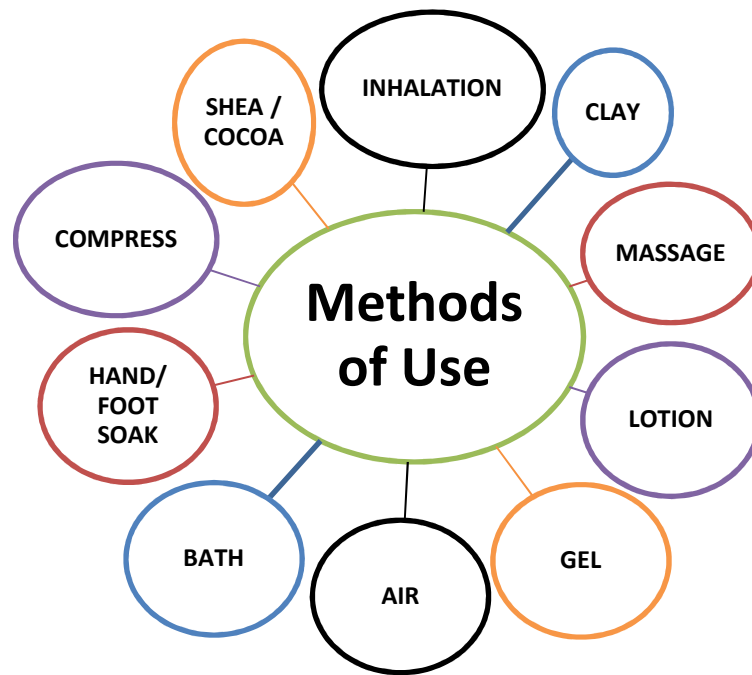 INHALATION
SHEA /
COCOA
CLAY
COMPRESS
MASSAGE
Methods
of Use
HAND/
FOOT
SOAK
LOTION
BATH
GEL
AIR